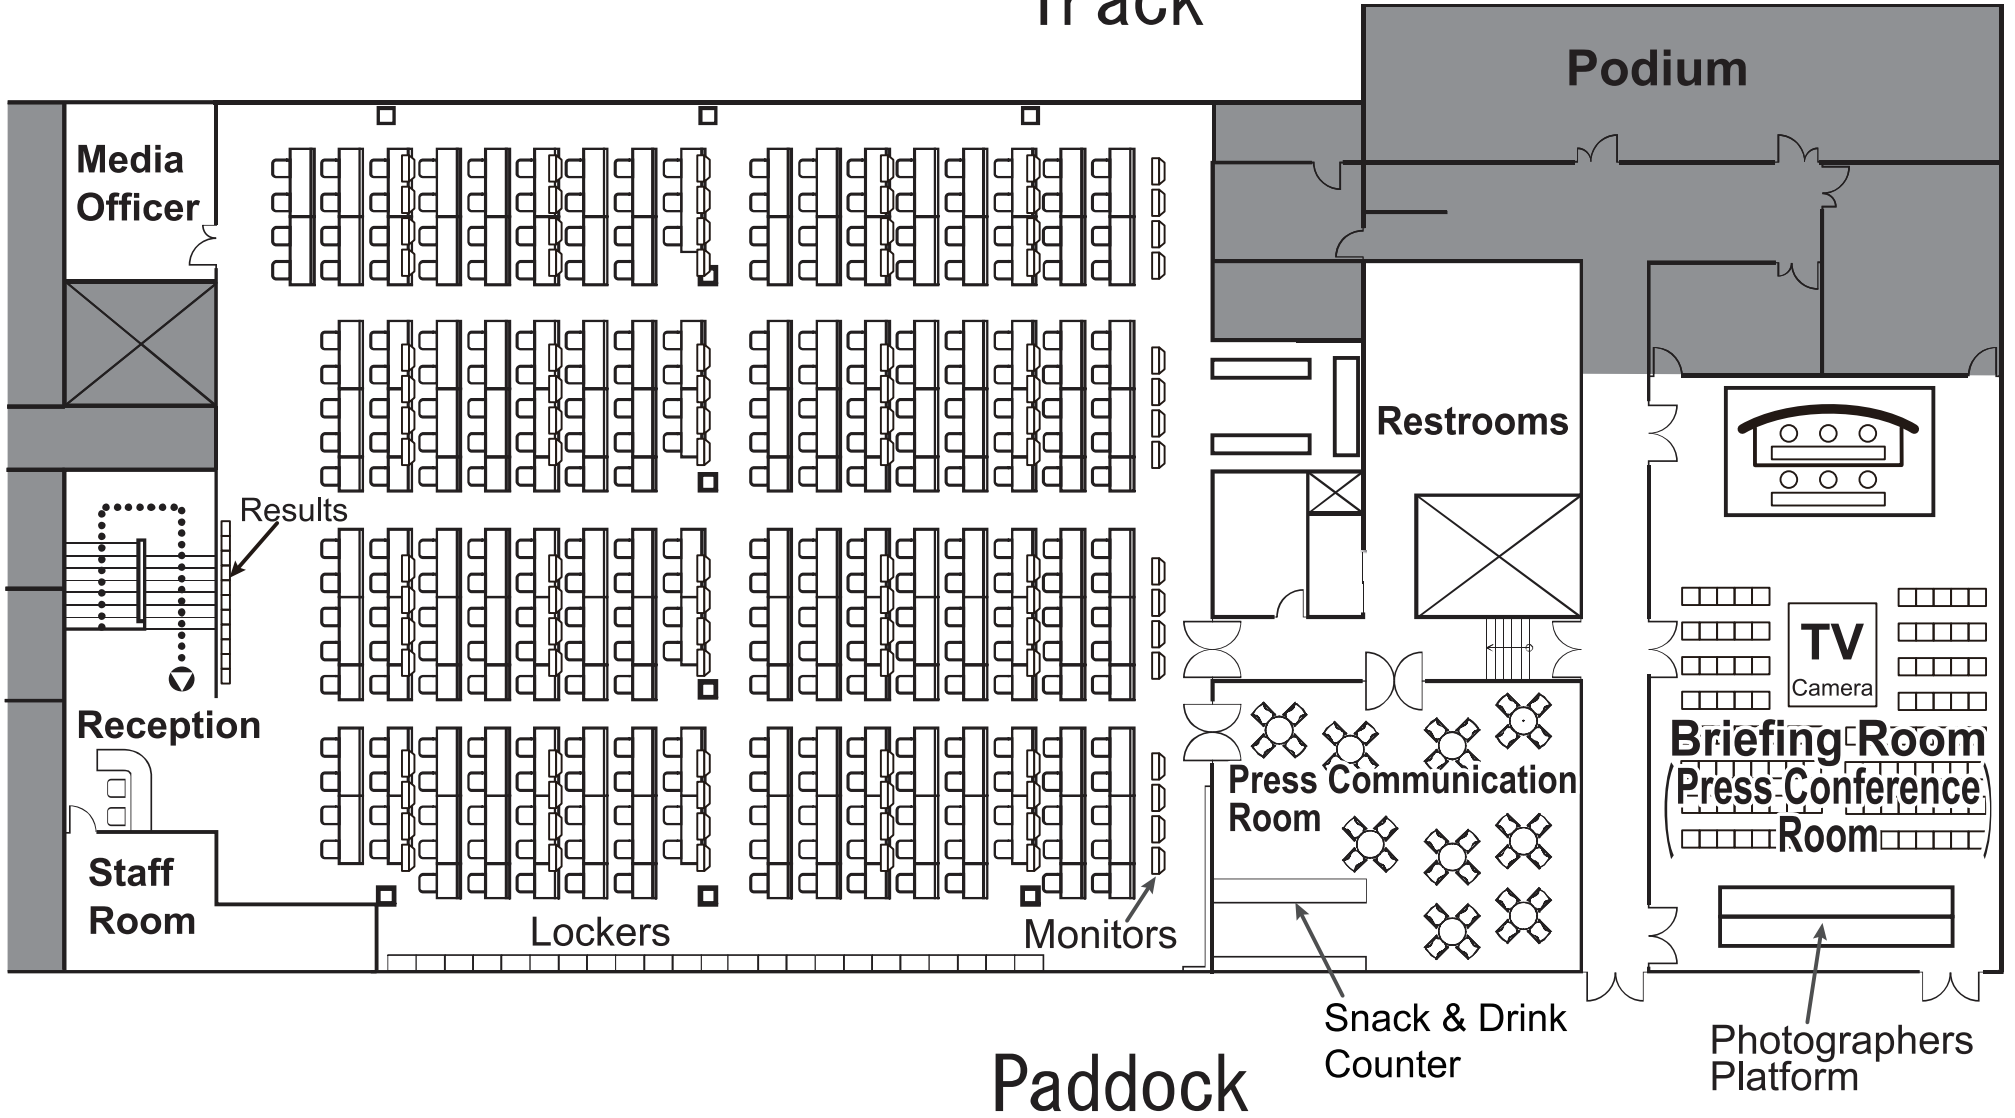 Track
Podium
Media
Officer
Restrooms
Results
TV
Camera
Reception
Briefing Room
Press Communication
Room
(Press Conference
Room)
Staff
Room
Lockers
Monitors
Snack & Drink
Counter
Photographers
Platform
Paddock